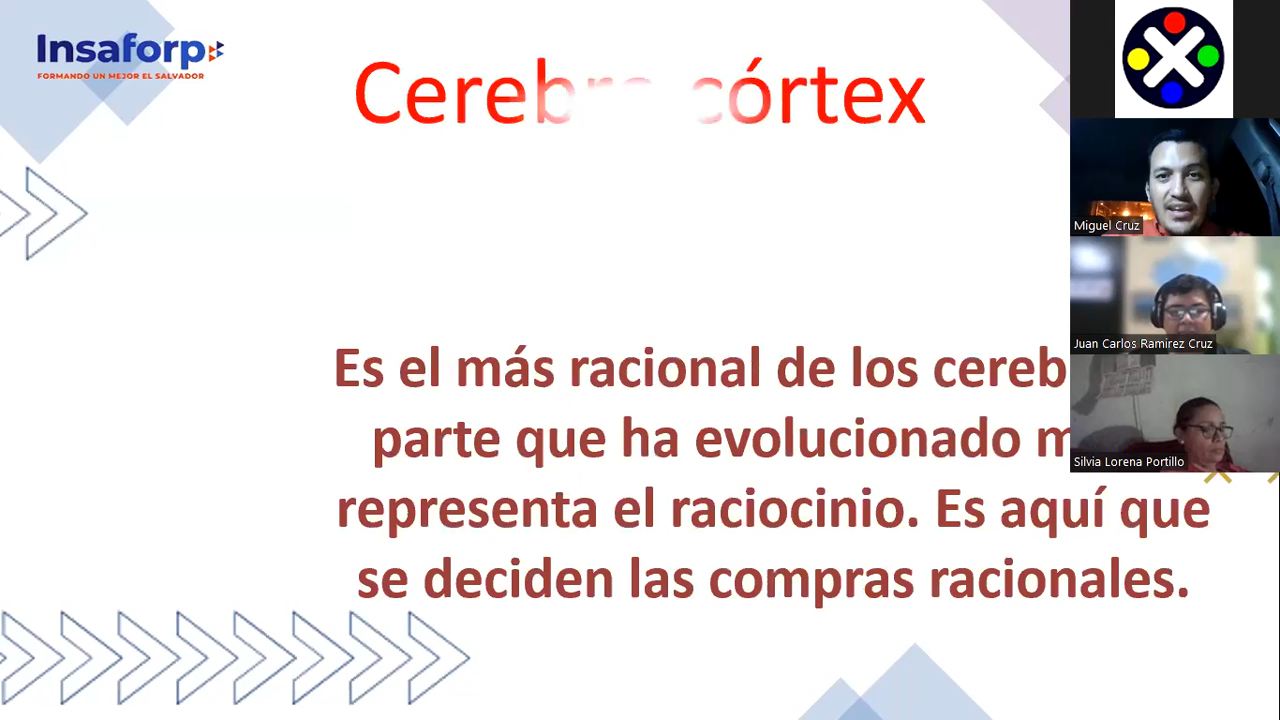 Insaforp
FORMANDO UN MEJOR EL SALVADOR
Cerebro córtex
Es el más racional de los cereb
parte que ha evolucionado m
representa el raciocinio. Es aquí que
se deciden las compras racionales.
Miguel Cruz
Juan Carlos Ramirez Cruz
Silvia Lorena Portillo